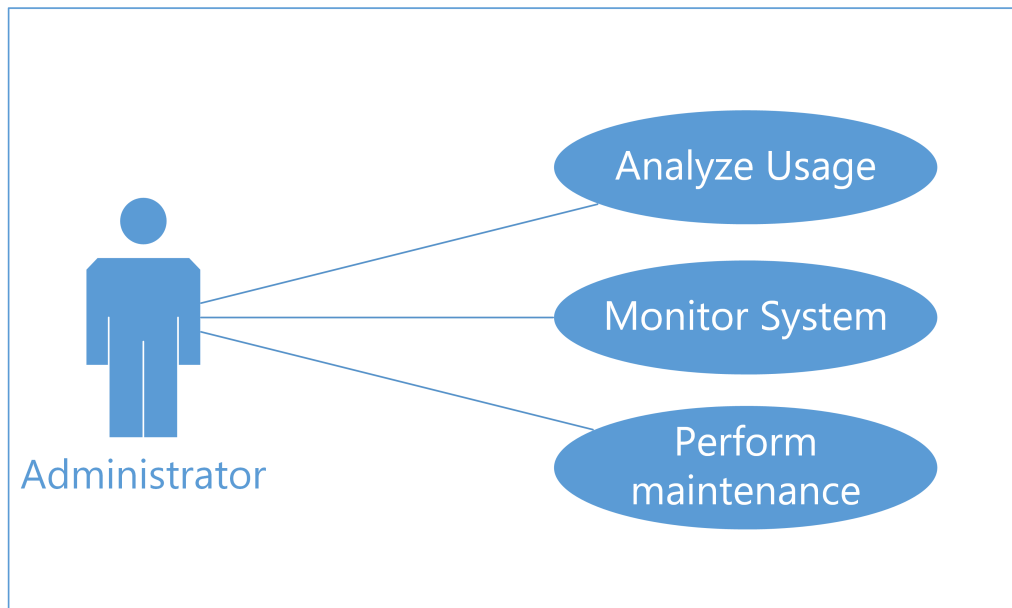 Analyze Usage
Monitor System
Perform
maintenance
Administrator